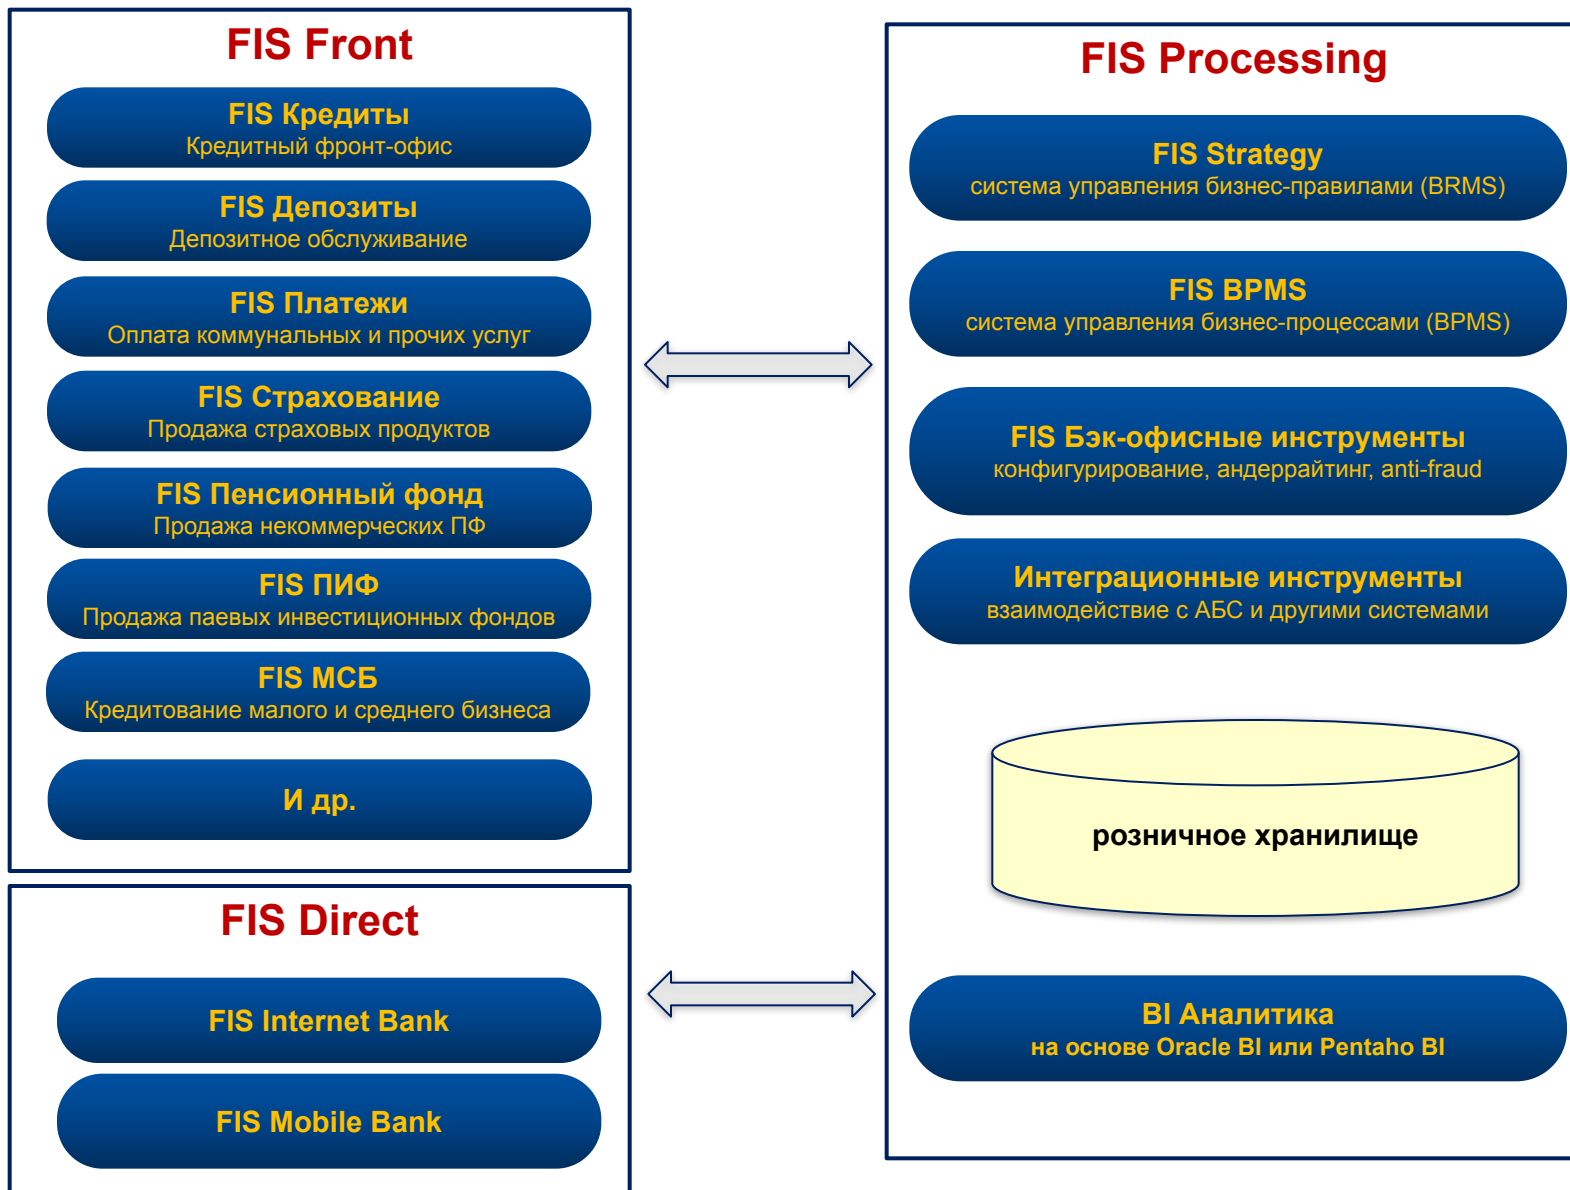 FIS Front
FIS Кредиты
Кредитный фронт-офис
FIS Депозиты
Депозитное обслуживание
FIS Платежи
Оплата коммунальных и прочих услуг
FIS Страхование
Продажа страховых продуктов
FIS Пенсионный фонд
Продажа некоммерческих ПФ
FIS ПИФ
Продажа паевых инвестиционных фондов
FIS МСБ
Кредитование малого и среднего бизнеса
И др.
FIS Direct
FIS Internet Bank
FIS Mobile Bank
FIS Processing
FIS Strategy
система управления бизнес-правилами (BRMS)
FIS BPMS
система управления бизнес-процессами (BPMS)
FIS Бэк-офисные инструменты
конфигурирование, андеррайтинг, anti-fraud
Интеграционные инструменты
взаимодействие с АБС и другими системами
розничное хранилище
BI Аналитика
на основе Oracle BI или Pentaho BI